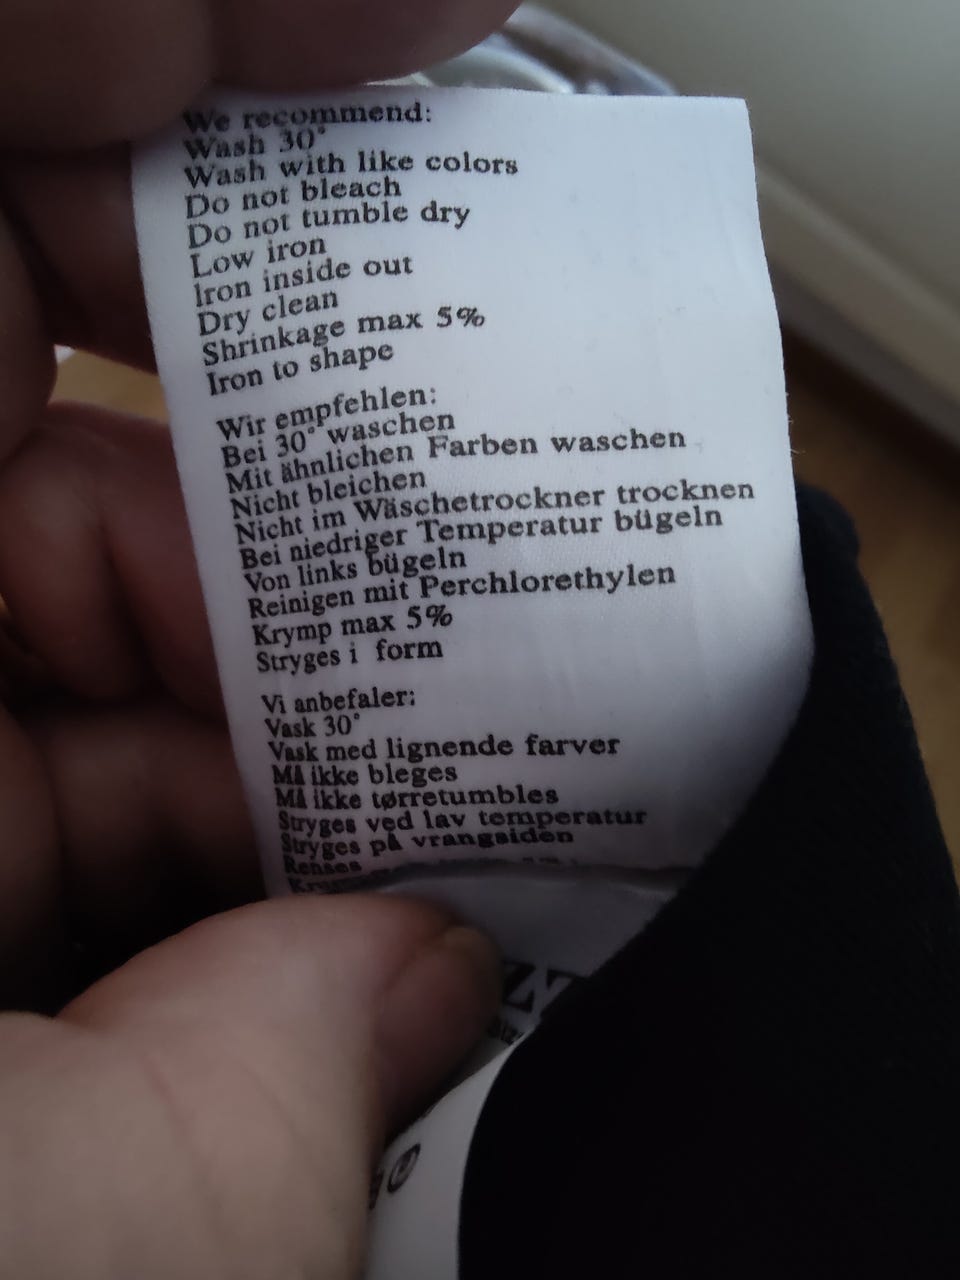 We recommend:
Wash 30°
Wash with like colors
Do not bleach
Do not tumble dry
Low iron
Iron inside out
Dry clean
Shrinkage max 5%
Iron to shape
Wir empfehlen:
Bei 30° waschen
Mit ähnlichen Farben waschen
Nicht bleichen
Nicht im Wäschetrockner trocknen
Bei niedriger Temperatur bügeln
Von links bügeln
Reinigen mit Perchlorethylen
Krymp max 5%
Stryges i form
Vi anbefaler:
Vask 30°
Vask med lignende farver
Må ikke bleges
Må ikke tørretumbles
Stryges ved lav temperatur
Stryges på vrangsiden
Renses